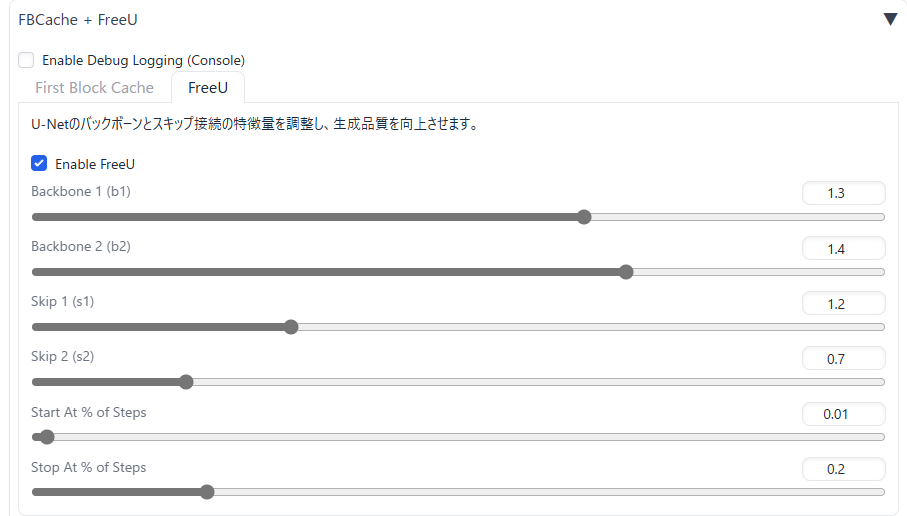 FBCache + FreeU
▼
Enable Debug Logging (Console)
First Block Cache
FreeU
U-Netのバックボーンとスキップ接続の特徴量を調整し、生成品質を向上させます。
Enable FreeU
Backbone 1 (b1)
1.3
Backbone 2 (b2)
1.4
Skip 1 (s1)
1.2
Skip 2 (s2)
0.7
Start At % of Steps
0.01
Stop At % of Steps
0.2